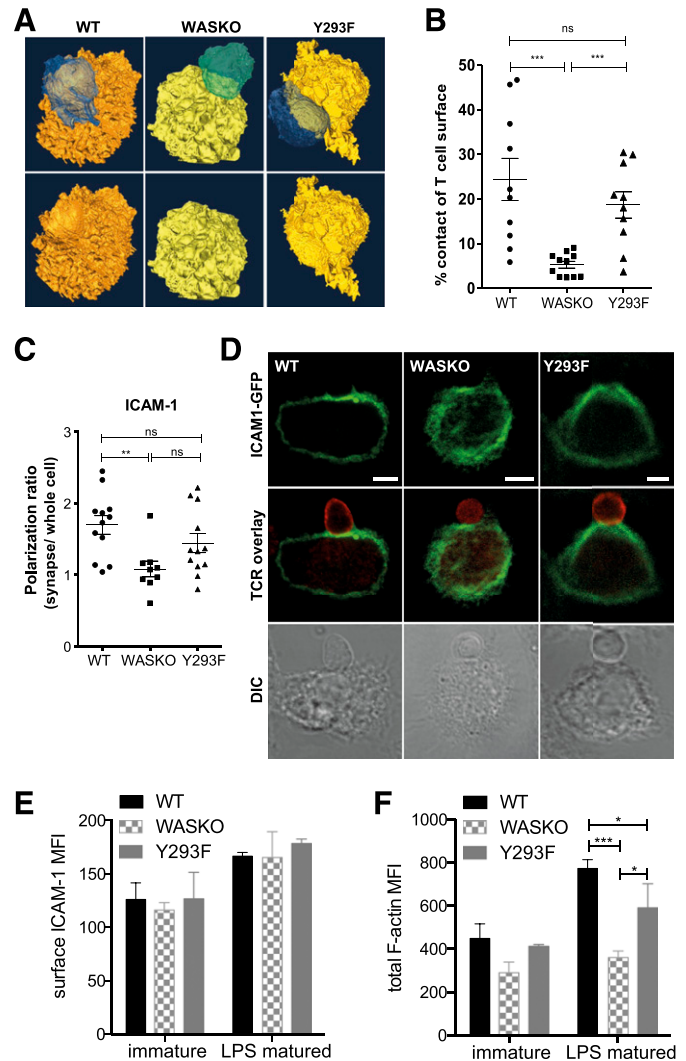 A
WT
WASKO
Y293F
B
ns
***
***
% contact of T cell surface
50
40
30
20
10
0
WT
WASKO
Y293F
C
ICAM-1
ns
**
ns
Polarization ratio
(synapse/ whole cell)
3
2
1
0
WT
WASKO
Y293F
D
WT
WASKO
Y293F
ICAM1-GFP
TCR overlay
DIC
E
WT
WASKO
Y293F
surface ICAM-1 MFI
200
150
100
50
0
immature
LPS matured
F
WT
WASKO
Y293F
*
***
*
total F-actin MFI
1000
800
600
400
200
0
immature
LPS matured